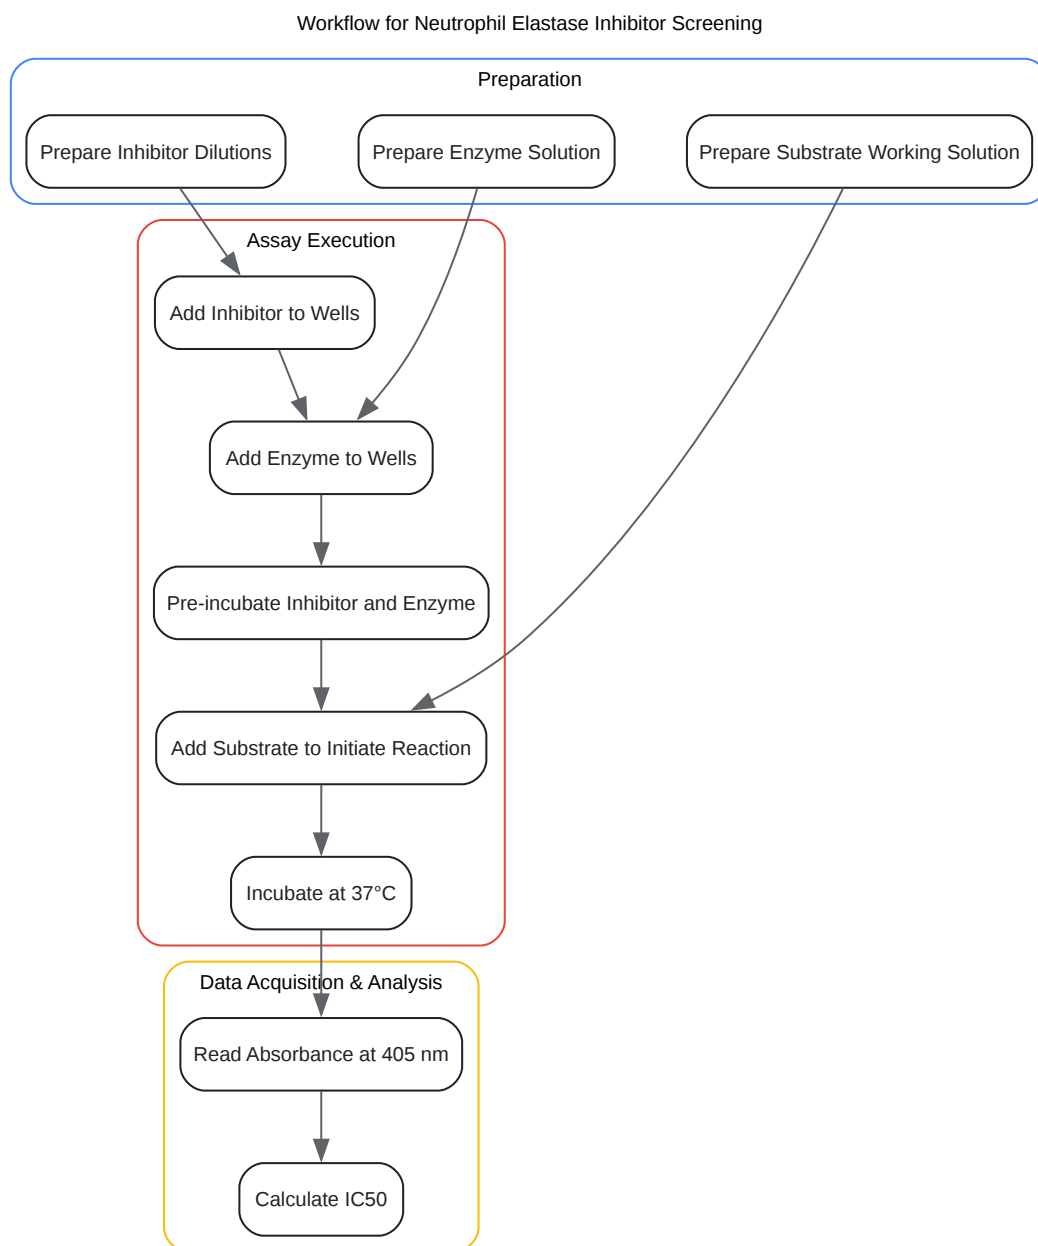 Workflow for Neutrophil Elastase Inhibitor Screening
Preparation
Prepare Inhibitor Dilutions
Prepare Enzyme Solution
Prepare Substrate Working Solution
Assay Execution
Add Inhibitor to Wells
Add Enzyme to Wells
Pre-incubate Inhibitor and Enzyme
Add Substrate to Initiate Reaction
Incubate at 37°C
Data Acquisition & Analysis
Read Absorbance at 405 nm
Calculate IC50